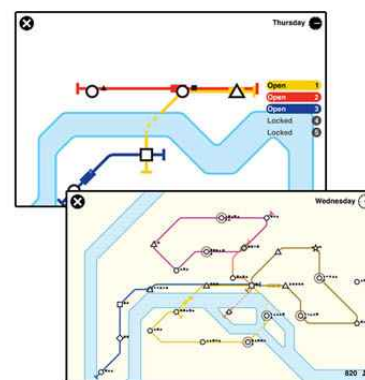 Thursday
Open 1
Open 2
Open 3
Locked 4
Locked 5
Wednesday
820